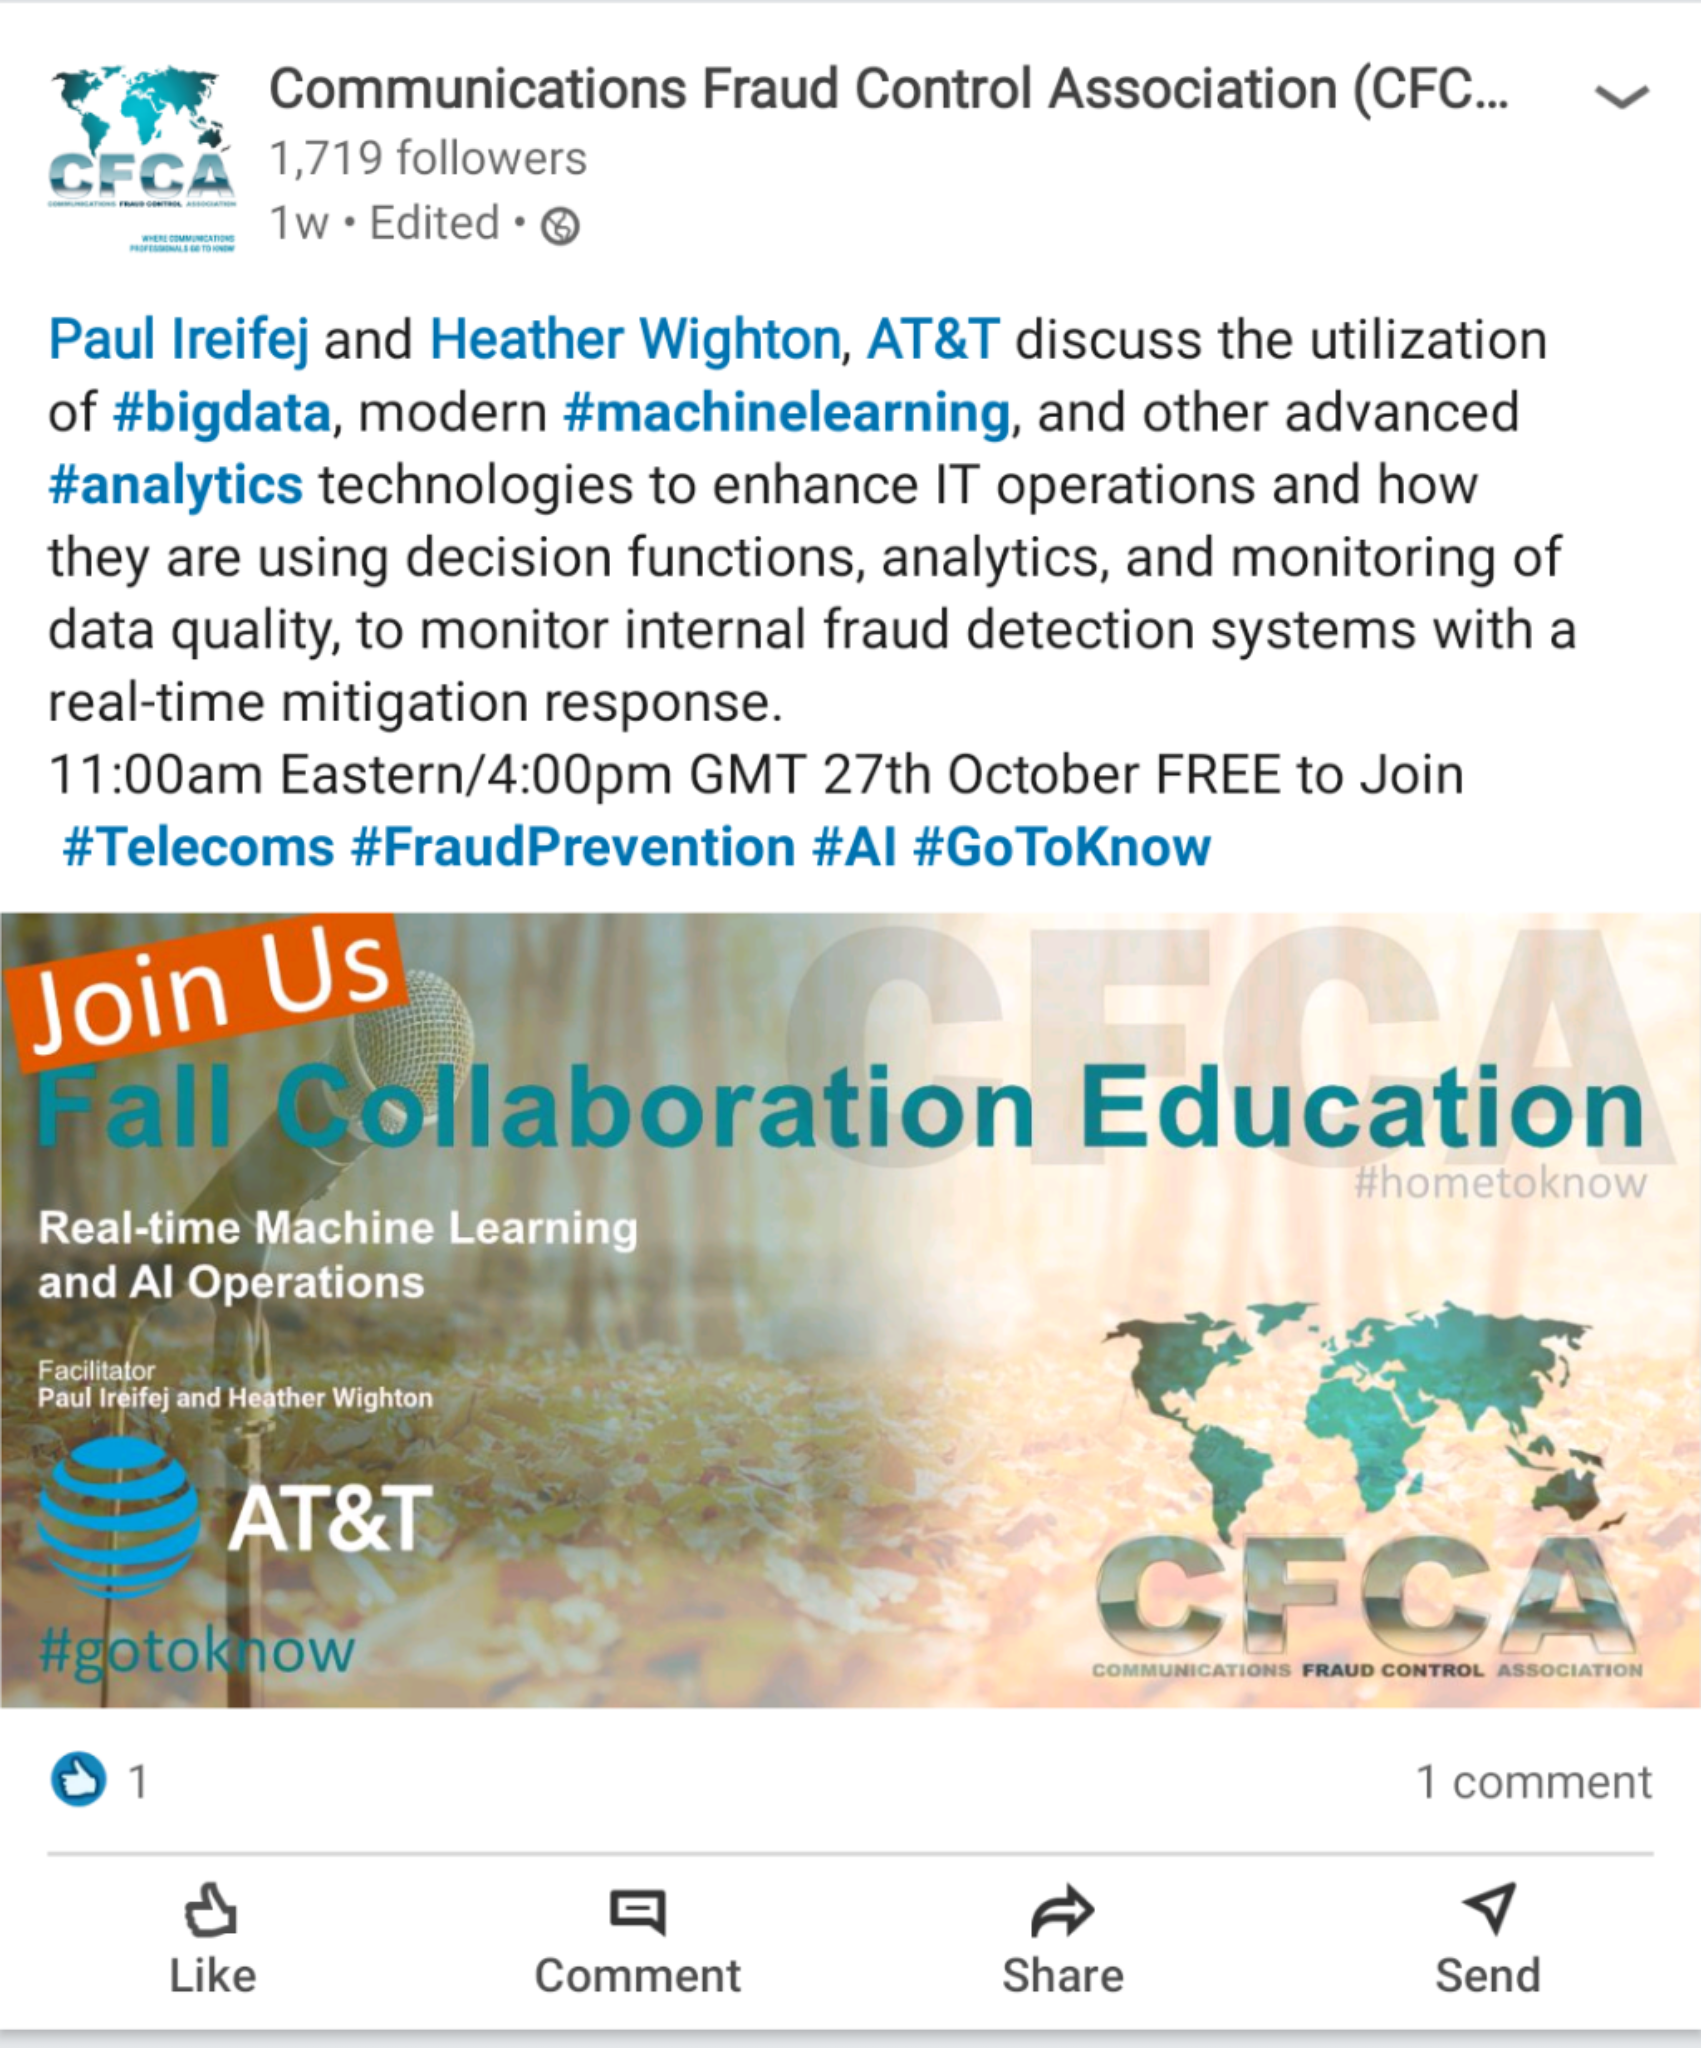 CFCA
COMMUNICATIONS FRAUD CONTROL ASSOCIATION
WHERE COMMUNICATIONS
PROFESSIONALS GO TO KNOW
Communications Fraud Control Association (CFC...
1,719 followers
1w • Edited •
Paul Ireifej and Heather Wighton, AT&T discuss the utilization
of #bigdata, modern #machinelearning, and other advanced
#analytics technologies to enhance IT operations and how
they are using decision functions, analytics, and monitoring of
data quality, to monitor internal fraud detection systems with a
real-time mitigation response.
11:00am Eastern/4:00pm GMT 27th October FREE to Join
#Telecoms #FraudPrevention #AI #GoToKnow
Join Us
CFCA
Fall Collaboration Education
#hometoknow
Real-time Machine Learning
and AI Operations
Facilitator
Paul Ireifej and Heather Wighton
AT&T
#gotoknow
CFCA
COMMUNICATIONS FRAUD CONTROL ASSOCIATION
1
1 comment
Like
Comment
Share
Send